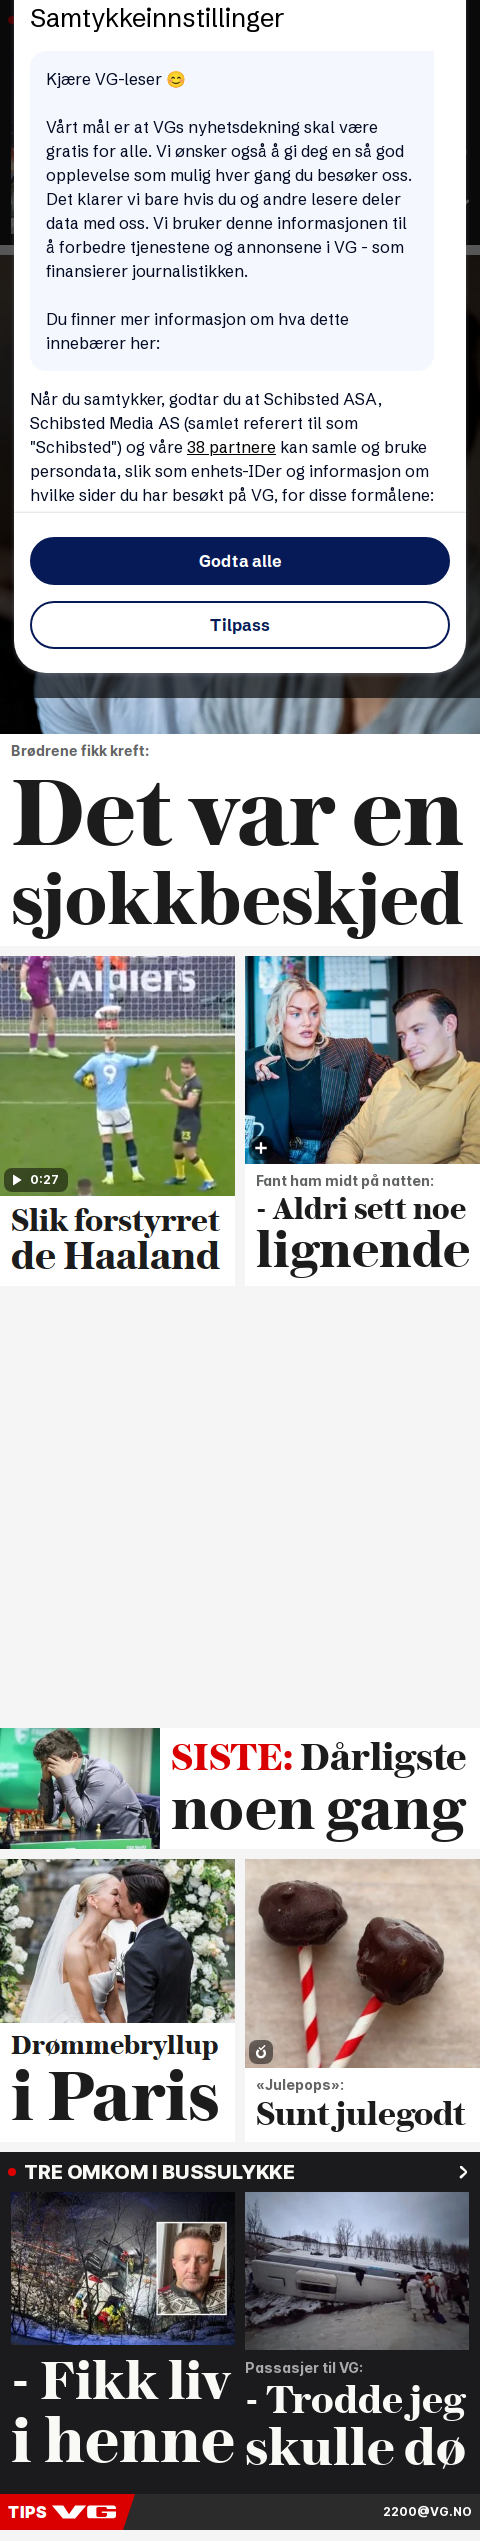 Samtykkeinnstillinger
Kjære VG-leser 😊
Vårt mål er at VGs nyhetsdekning skal være
gratis for alle. Vi ønsker også å gi deg en så god
opplevelse som mulig hver gang du besøker oss.
Det klarer vi bare hvis du og andre lesere deler
data med oss. Vi bruker denne informasjonen til
å forbedre tjenestene og annonsene i VG - som
finansierer journalistikken.
Du finner mer informasjon om hva dette
innebærer her:
Når du samtykker, godtar du at Schibsted ASA,
Schibsted Media AS (samlet referert til som
"Schibsted") og våre 38 partnere kan samle og bruke
persondata, slik som enhets-IDer og informasjon om
hvilke sider du har besøkt på VG, for disse formålene:
Godta alle
Tilpass
Brødrene fikk kreft:
Det var en
sjokkbeskjed
9
23
0:27
Slik forstyrret
de Haaland
Fant ham midt på natten:
- Aldri sett noe
lignende
SISTE: Dårligste
noen gang
Drømmebryllup
i Paris
«Julepops»:
Sunt julegodt
TRE OMKOM I BUSSULYKKE
- Fikk liv
i henne
Passasjer til VG:
- Trodde jeg
skulle dø
TIPS VG
2200@VG.NO